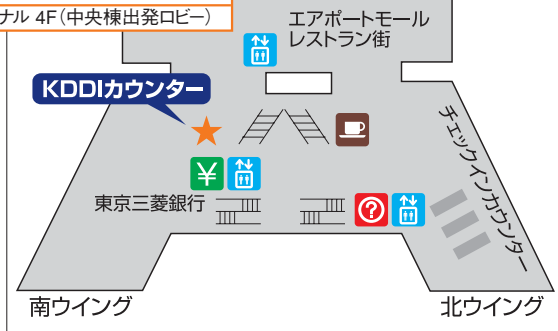 ナル 4F(中央棟出発ロビー)
エアポートモール
レストラン街
KDDIカウンター
チェックインカウンター
¥
東京三菱銀行
?
南ウイング
北ウイング